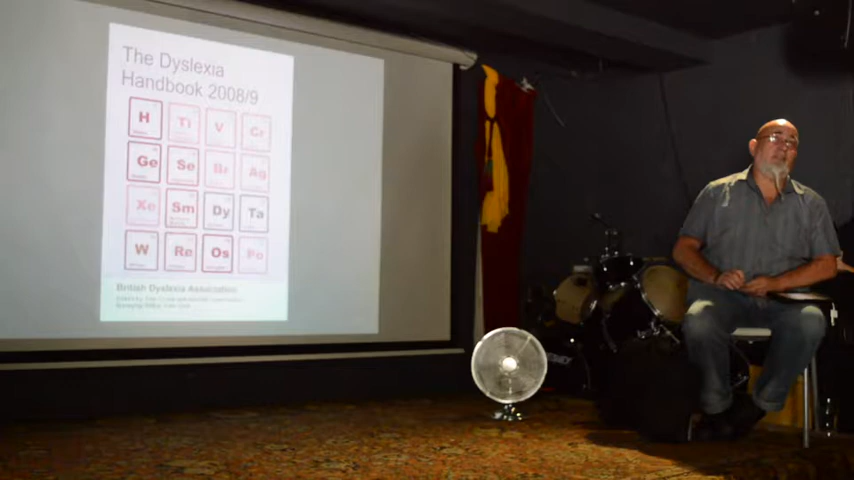 The Dyslexia
Handbook 2008/9
H Ti V Cr
Ge Se Br Ag
Xe Sm Dy Ta
W Re Os Po
British Dyslexia Association